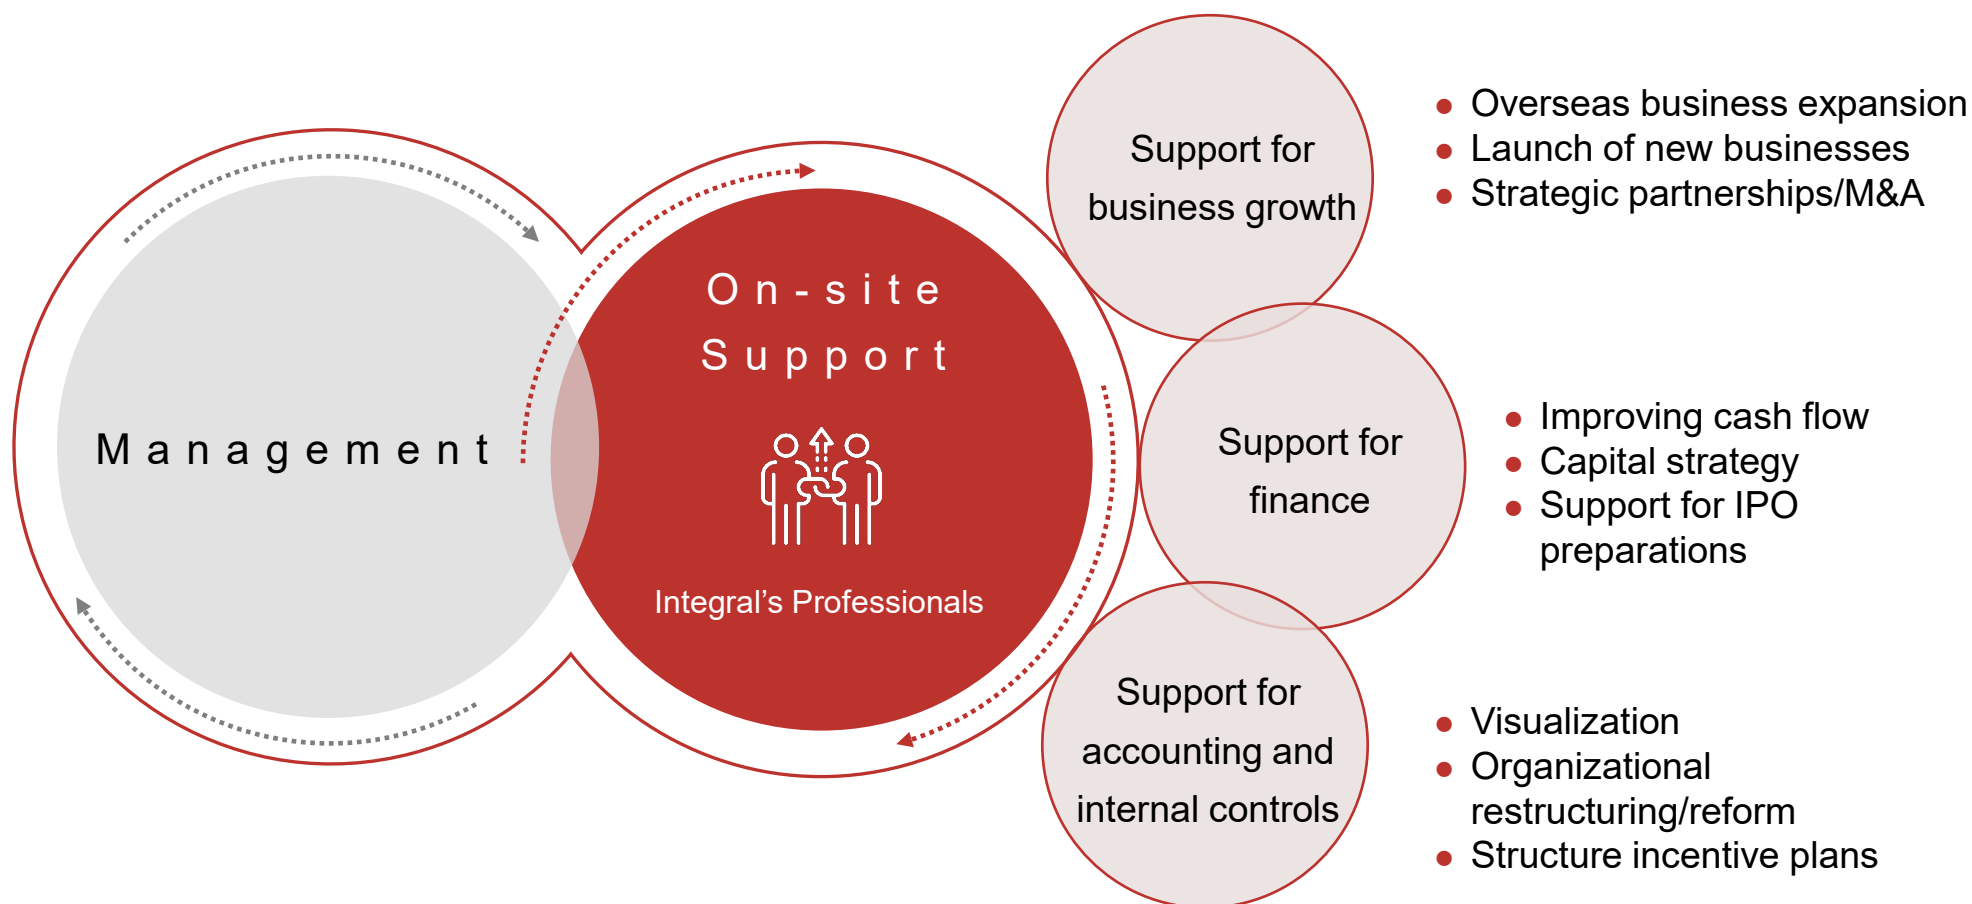 Management
On-site
Support
Integral’s Professionals
Support for
business growth
● Overseas business expansion
● Launch of new businesses
● Strategic partnerships/M&A
Support for
finance
● Improving cash flow
● Capital strategy
● Support for IPO
preparations
Support for
accounting and
internal controls
● Visualization
● Organizational
restructuring/reform
● Structure incentive plans